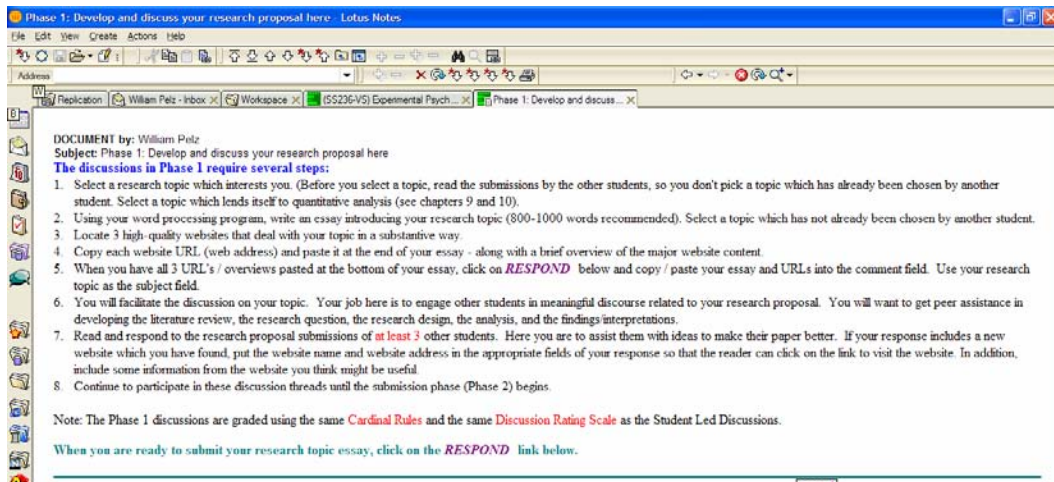 Phase 1: Develop and discuss your research proposal here - Lotus Notes
File Edit View Create Actions Help
Address
Replication William Pelz - Inbox Workspace (SS236-VS) Experimental Psych... Phase 1: Develop and discuss...
DOCUMENT by: William Pelz
Subject: Phase 1: Develop and discuss your research proposal here
The discussions in Phase 1 require several steps:
1. Select a research topic which interests you. (Before you select a topic, read the submissions by the other students, so you don't pick a topic which has already been chosen by another
student. Select a topic which lends itself to quantitative analysis (see chapters 9 and 10).
2. Using your word processing program, write an essay introducing your research topic (800-1000 words recommended). Select a topic which has not already been chosen by another student.
3. Locate 3 high-quality websites that deal with your topic in a substantive way.
4. Copy each website URL (web address) and paste it at the end of your essay - along with a brief overview of the major website content.
5. When you have all 3 URL's / overviews pasted at the bottom of your essay, click on RESPOND below and copy / paste your essay and URLs into the comment field. Use your research
topic as the subject field.
6. You will facilitate the discussion on your topic. Your job here is to engage other students in meaningful discourse related to your research proposal. You will want to get peer assistance in
developing the literature review, the research question, the research design, the analysis, and the findings/interpretations.
7. Read and respond to the research proposal submissions of at least 3 other students. Here you are to assist them with ideas to make their paper better. If your response includes a new
website which you have found, put the website name and website address in the appropriate fields of your response so that the reader can click on the link to visit the website. In addition,
include some information from the website you think might be useful.
8. Continue to participate in these discussion threads until the submission phase (Phase 2) begins.
Note: The Phase 1 discussions are graded using the same Cardinal Rules and the same Discussion Rating Scale as the Student Led Discussions.
When you are ready to submit your research topic essay, click on the RESPOND link below.